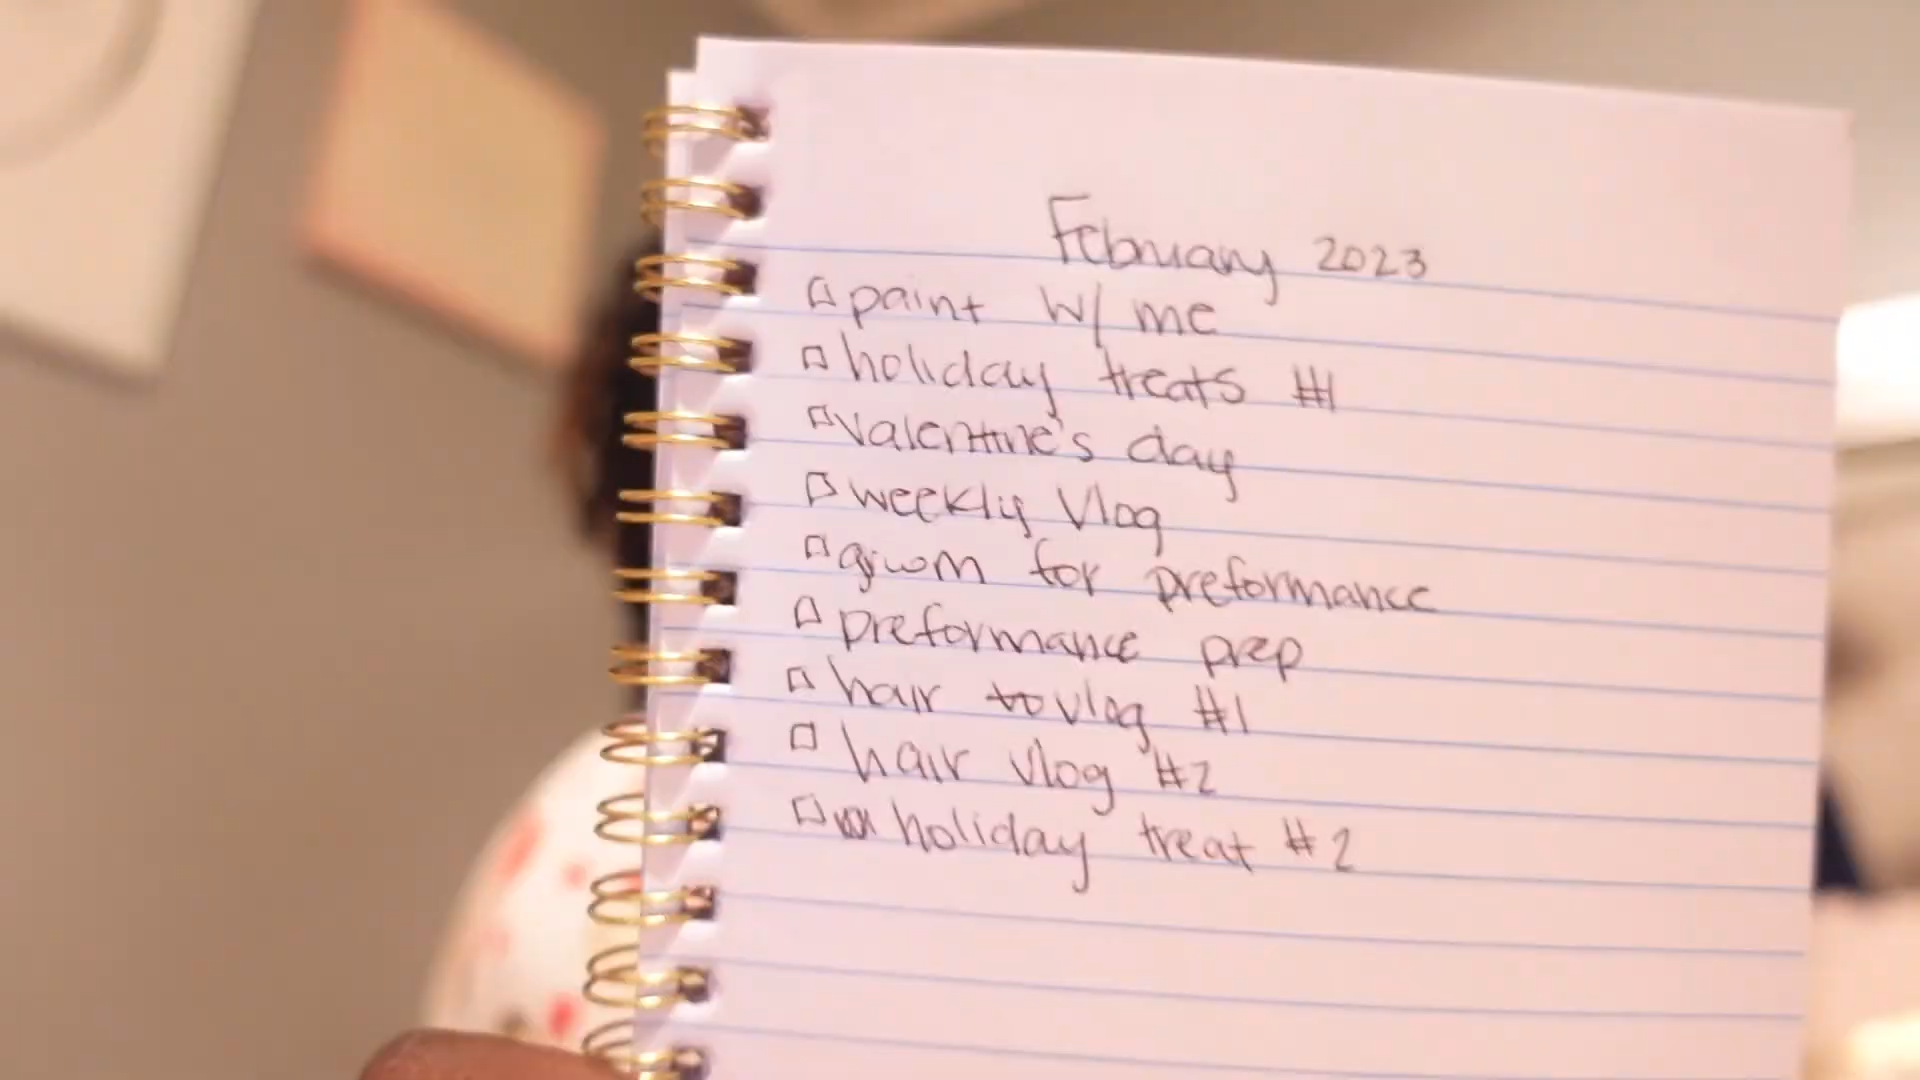 February 2023
paint w/ me
holiday treats #1
valentine's day
weekly vlog
grwm for preformance
preformance prep
hair vlog #1
hair vlog #2
holiday treat #2